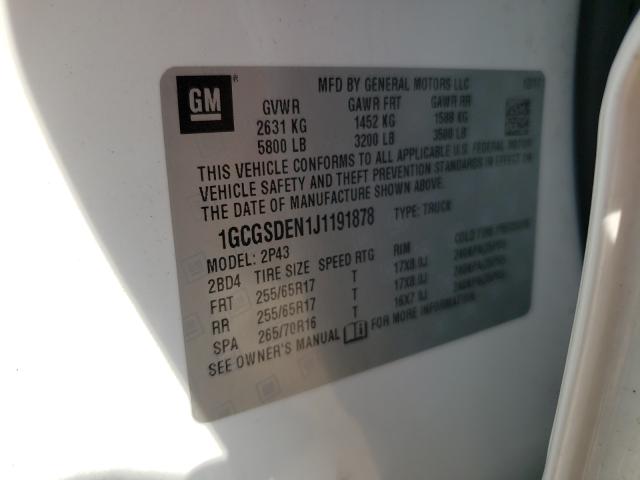 GM
MFD BY GENERAL MOTORS LLC
GVWR GAWR FRT GAWR RR
2631 KG 1452 KG 1588 KG
5800 LB 3200 LB 3500 LB
THIS VEHICLE CONFORMS TO ALL APPLICABLE U.S. FEDERAL MOTOR
VEHICLE SAFETY AND THEFT PREVENTION STANDARDS IN EFFECT ON
THE DATE OF MANUFACTURE SHOWN ABOVE.
1GCGSDEN1J1191878 TYPE: TRUCK
MODEL: 2P43
2BD4 TIRE SIZE SPEED RTG RIM COLD TIRE PRESSURE
FRT 255/65R17 T 17X8.0J
RR 255/65R17 T 17X8.0J
SPA 265/70R16 T 16X7.0J
SEE OWNER'S MANUAL FOR MORE INFORMATION.